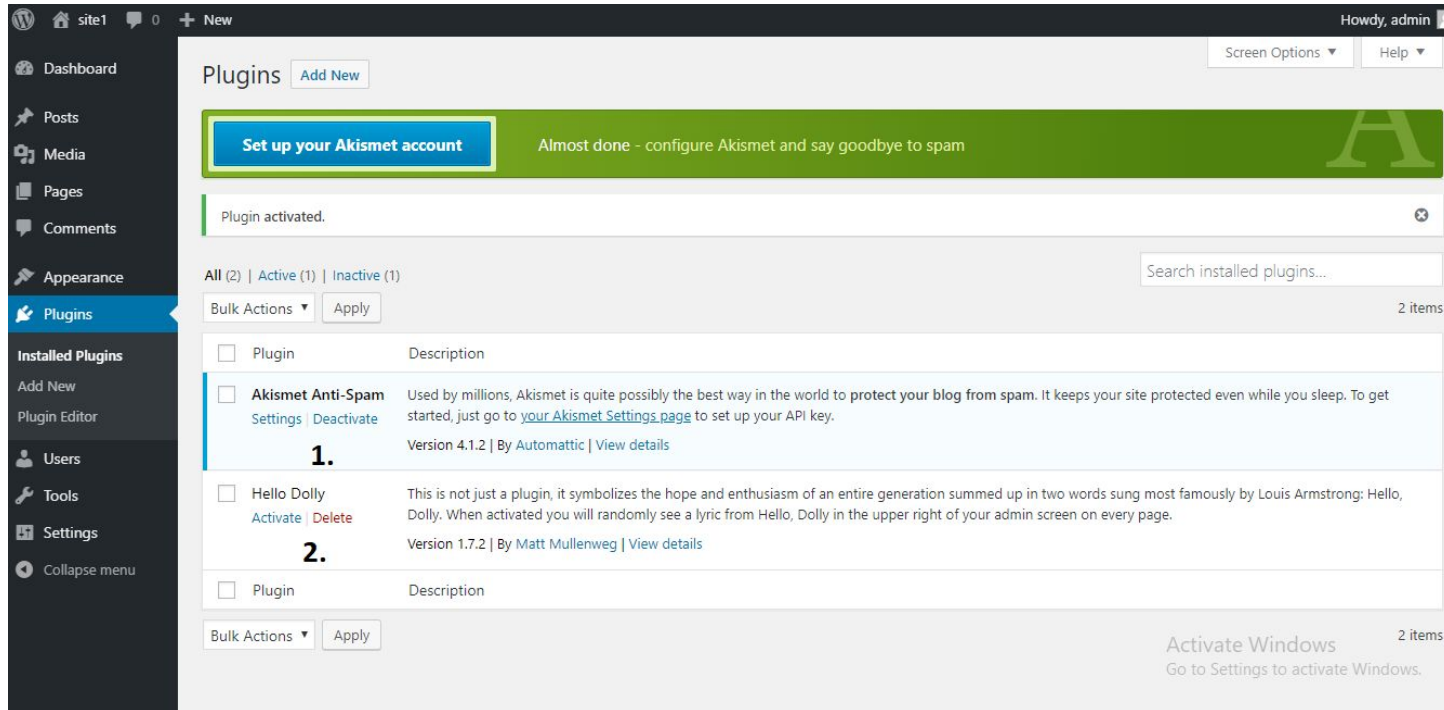 site1 0 + New Howdy, admin
Screen Options ▼ Help ▼
Dashboard
Posts
Media
Pages
Comments
Appearance
Plugins
Installed Plugins
Add New
Plugin Editor
Users
Tools
Settings
Collapse menu
Plugins Add New
Set up your Akismet account Almost done - configure Akismet and say goodbye to spam
A
Plugin activated.
All (2) | Active (1) | Inactive (1)
Search installed plugins...
Bulk Actions ▼ Apply 2 items
Plugin Description
Akismet Anti-Spam
Settings | Deactivate
1.
Used by millions, Akismet is quite possibly the best way in the world to protect your blog from spam. It keeps your site protected even while you sleep. To get
started, just go to your Akismet Settings page to set up your API key.
Version 4.1.2 | By Automattic | View details
Hello Dolly
Activate | Delete
2.
This is not just a plugin, it symbolizes the hope and enthusiasm of an entire generation summed up in two words sung most famously by Louis Armstrong: Hello,
Dolly. When activated you will randomly see a lyric from Hello, Dolly in the upper right of your admin screen on every page.
Version 1.7.2 | By Matt Mullenweg | View details
Plugin Description
Bulk Actions ▼ Apply 2 items
Activate Windows
Go to Settings to activate Windows.